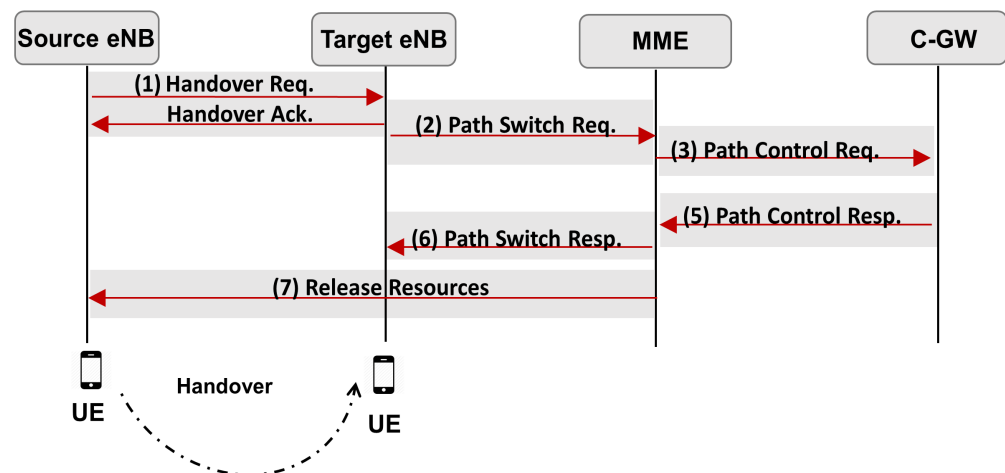 Source eNB
Target eNB
MME
C-GW
(1) Handover Req.
Handover Ack.
(2) Path Switch Req.
(3) Path Control Req.
(5) Path Control Resp.
(6) Path Switch Resp.
(7) Release Resources
Handover
UE
UE